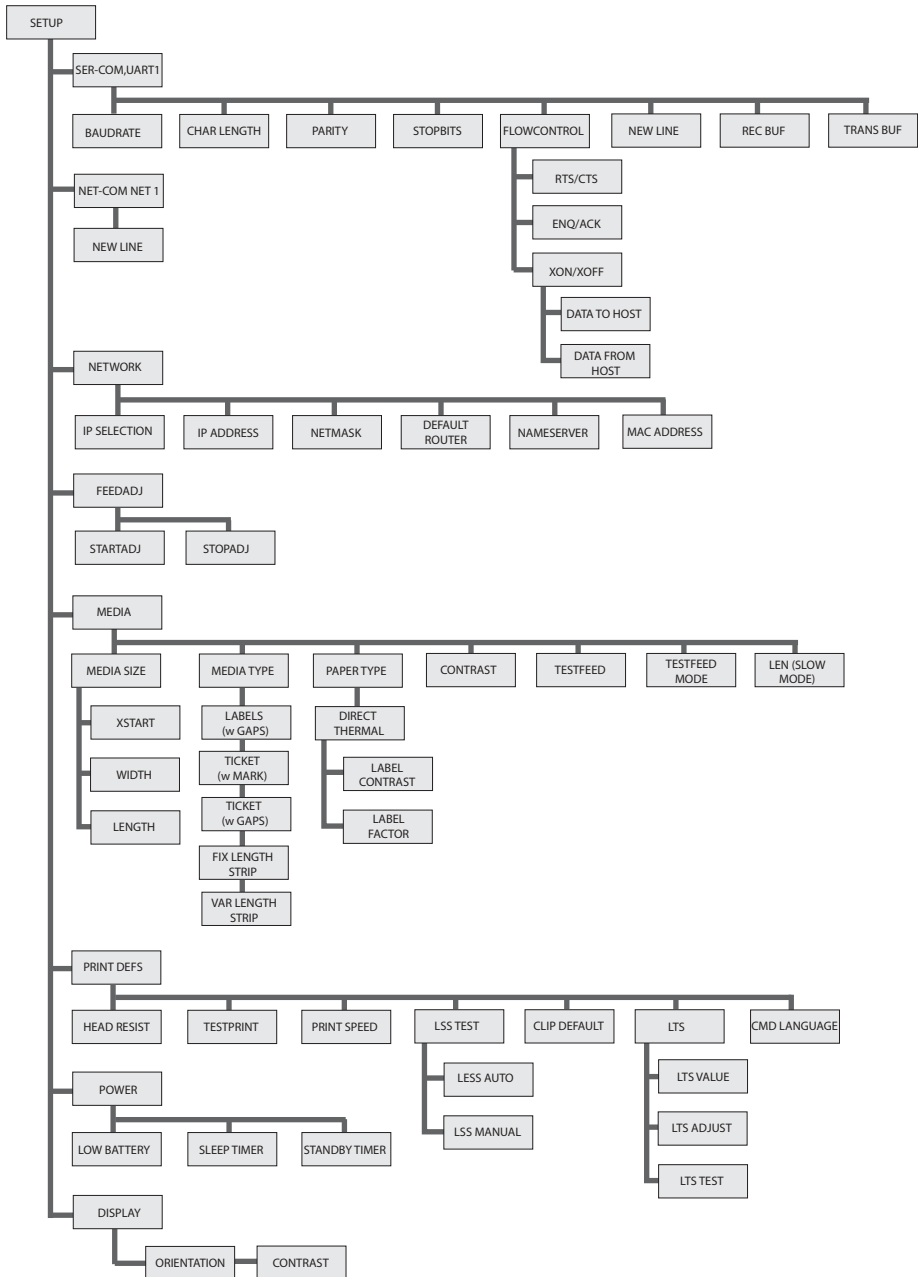 SETUP
SER-COM,UART1
BAUDRATE
CHAR LENGTH
PARITY
STOPBITS
FLOWCONTROL
NEW LINE
REC BUF
TRANS BUF
RTS/CTS
ENQ/ACK
XON/XOFF
DATA TO HOST
DATA FROM
HOST
NET-COM NET 1
NEW LINE
NETWORK
IP SELECTION
IP ADDRESS
NETMASK
DEFAULT
ROUTER
NAMESERVER
MAC ADDRESS
FEEDADJ
STARTADJ
STOPADJ
MEDIA
MEDIA SIZE
XSTART
WIDTH
LENGTH
MEDIA TYPE
LABELS
(w GAPS)
TICKET
(w MARK)
TICKET
(w GAPS)
FIX LENGTH
STRIP
VAR LENGTH
STRIP
PAPER TYPE
DIRECT
THERMAL
LABEL
CONTRAST
LABEL
FACTOR
CONTRAST
TESTFEED
TESTFEED
MODE
LEN (SLOW
MODE)
PRINT DEFS
HEAD RESIST
TESTPRINT
PRINT SPEED
LSS TEST
LESS AUTO
LSS MANUAL
CLIP DEFAULT
LTS
LTS VALUE
LTS ADJUST
LTS TEST
CMD LANGUAGE
POWER
LOW BATTERY
SLEEP TIMER
STANDBY TIMER
DISPLAY
ORIENTATION
CONTRAST